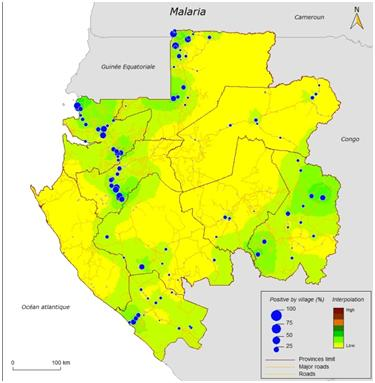 Malaria
Cameroun
N
Guinée Equatoriale
Congo
Océan atlantique
0 100 km
Positive by village (%)
100
75
50
25
Interpolation
High
Low
Provinces limit
Major roads
Roads